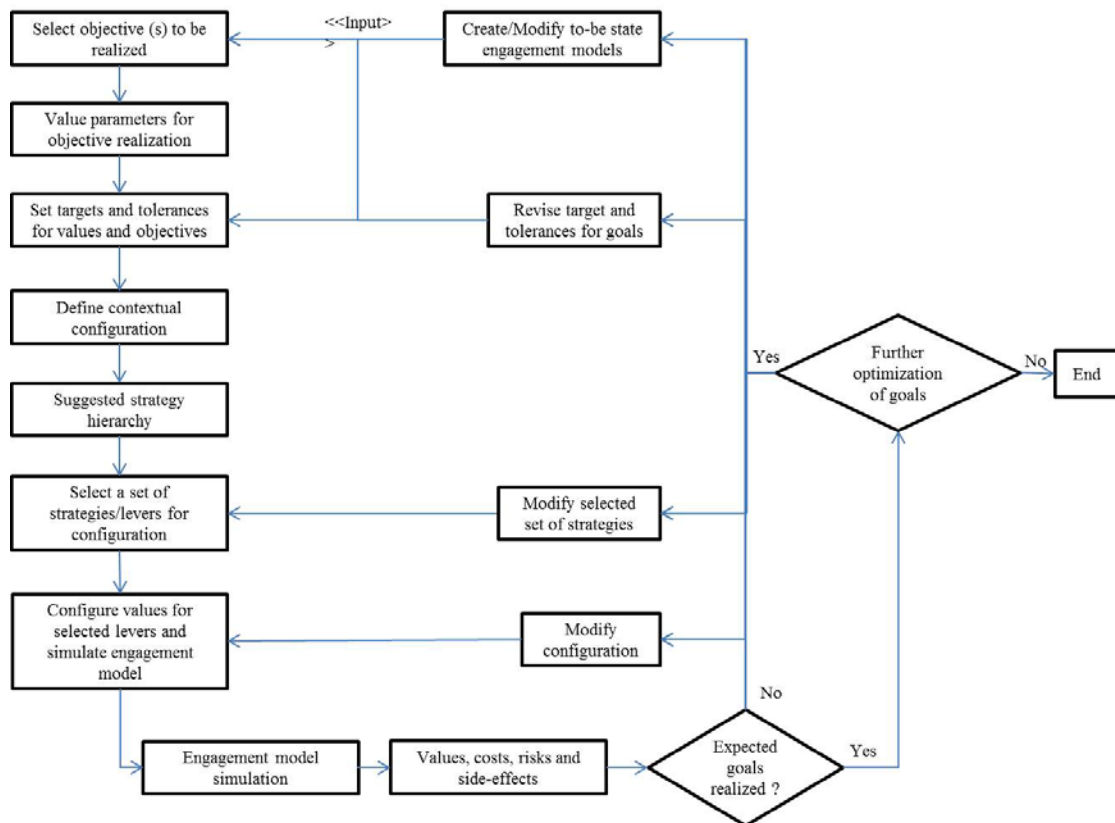 Select objective (s) to be
realized
<<Input>
>
Create/Modify to-be state
engagement models
Value parameters for
objective realization
Set targets and tolerances
for values and objectives
Revise target and
tolerances for goals
Define contextual
configuration
Suggested strategy
hierarchy
Yes
Further
optimization
of goals
No
End
Select a set of
strategies/levers for
configuration
Modify selected
set of strategies
Configure values for
selected levers and
simulate engagement
model
Modify
configuration
No
Engagement model
simulation
Values, costs, risks and
side-effects
Expected
goals
realized ?
Yes